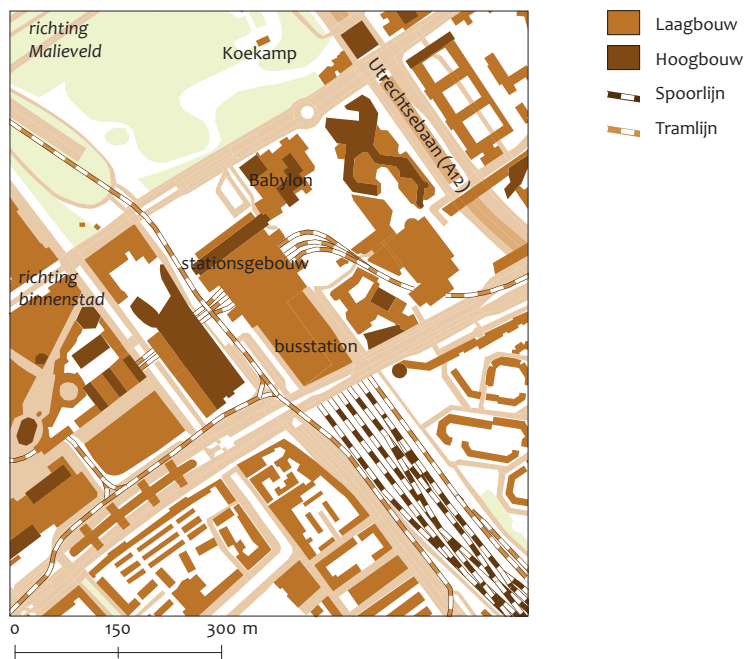 richting
Malieveld
Koekamp
Utrechtsebaan (A12)
Babylon
stationsgebouw
richting
binnenstad
busstation
0 150 300 m
Laagbouw
Hoogbouw
Spoorlijn
Tramlijn